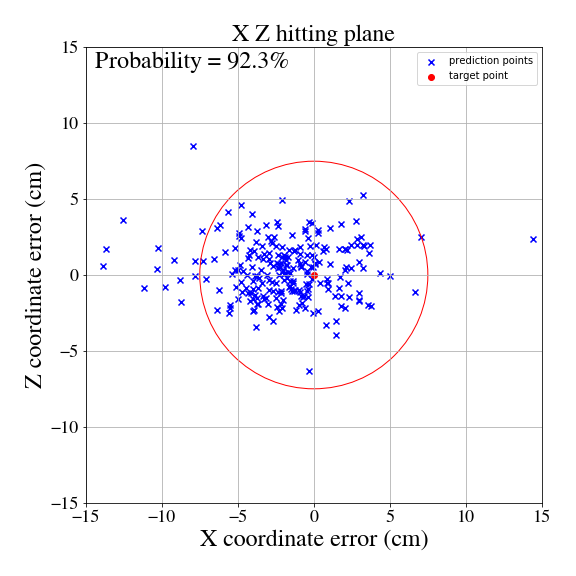 X Z hitting plane
Probability = 92.3%
prediction points
target point
Z coordinate error (cm)
15
10
5
0
−5
−10
−15
−15
−10
−5
0
5
10
15
X coordinate error (cm)